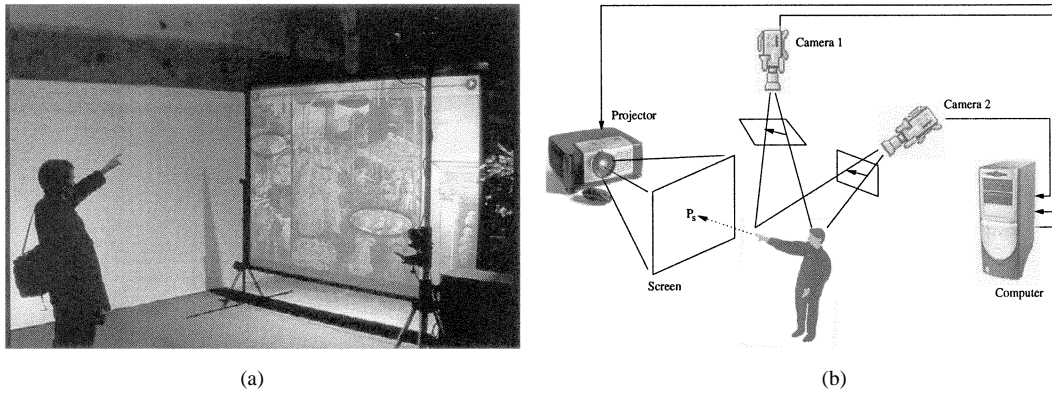 Camera 1
Camera 2
Projector
Ps
Screen
Computer
(a)
(b)